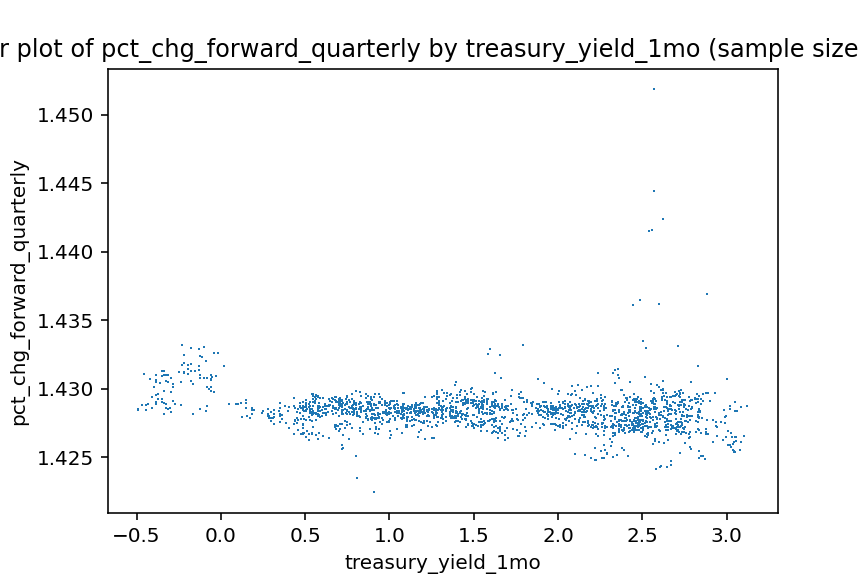 r plot of pct_chg_forward_quarterly by treasury_yield_1mo (sample size
1.450
1.445
1.440
1.435
1.430
1.425
pct_chg_forward_quarterly
−0.5 0.0 0.5 1.0 1.5 2.0 2.5 3.0
treasury_yield_1mo